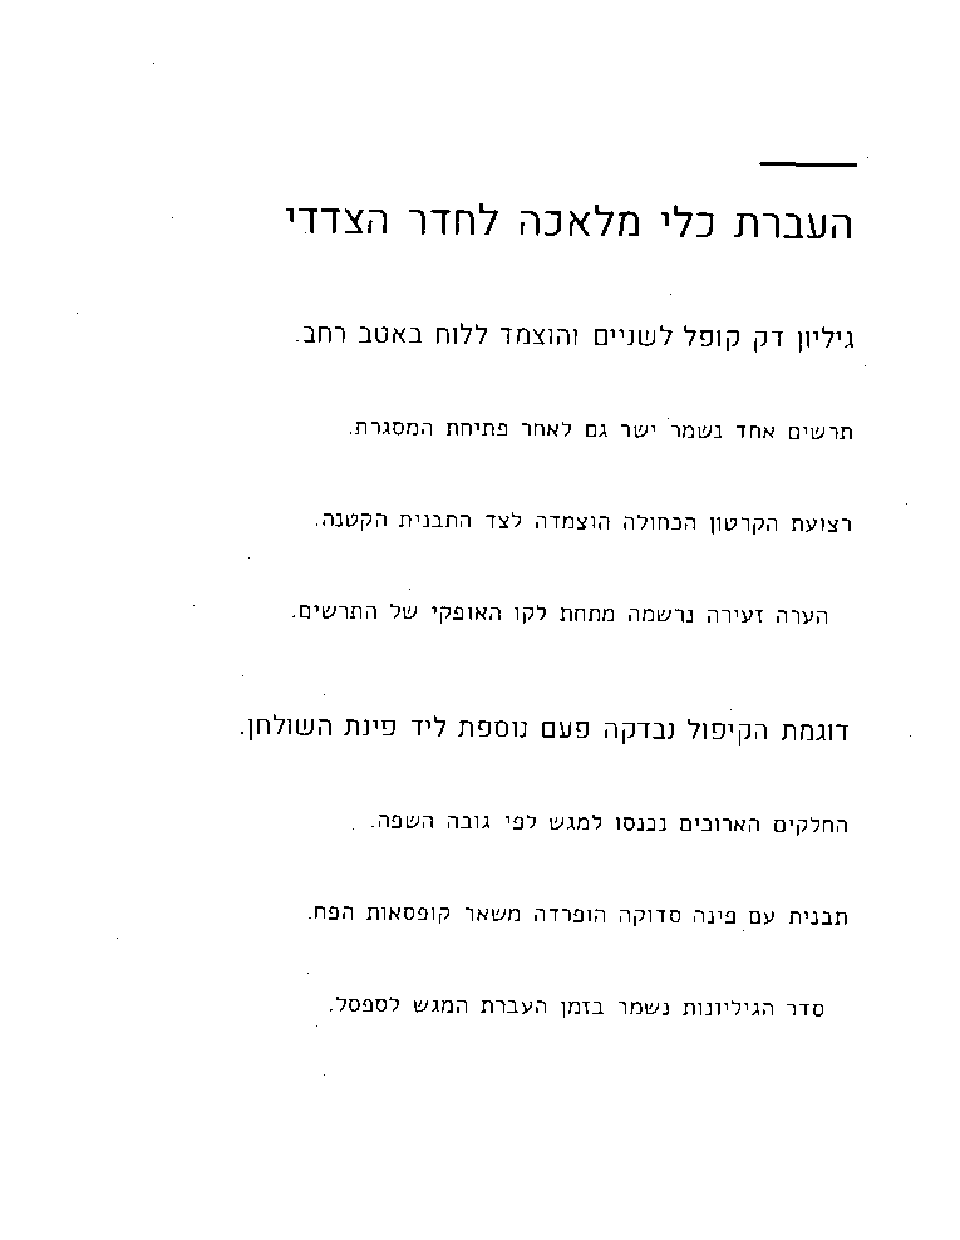 העברת כלי מלאכה לחדר הצדדי
גיליון דק קופל לשניים והוצמד ללוח באטב רחב.
תרשים אחד נשמר ישר גם לאחר פתיחת המסגרת.
רצועת הקרטון הכחולה הוצמדה לצד התבנית הקטנה.
הערה זעירה נרשמה מתחת לקו האופקי של התרשים.
דוגמת הקיפול נבדקה פעם נוספת ליד פינת השולחן.
החלקים הארוכים נכנסו למגש לפי גובה השפה.
תבנית עם פינה סדוקה הופרדה משאר קופסאות הפח.
סדר הגיליונות נשמר בזמן העברת המגש לספסל.